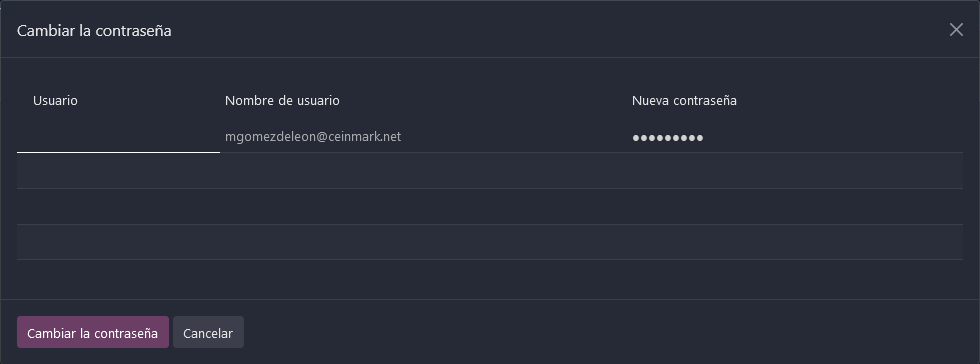 Cambiar la contraseña
Usuario Nombre de usuario Nueva contraseña
mgomezdeleon@ceinmark.net ●●●●●●●●●
Cambiar la contraseña Cancelar